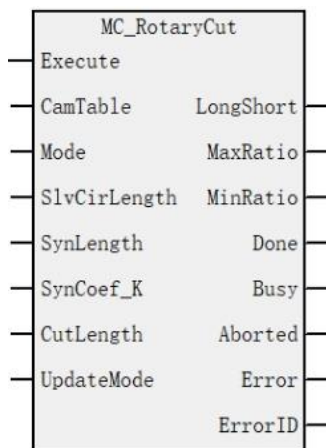 MC_RotaryCut
Execute
CamTable LongShort
Mode MaxRatio
SlvCirLength MinRatio
SynLength Done
SynCoef_K Busy
CutLength Aborted
UpdateMode Error
ErrorID